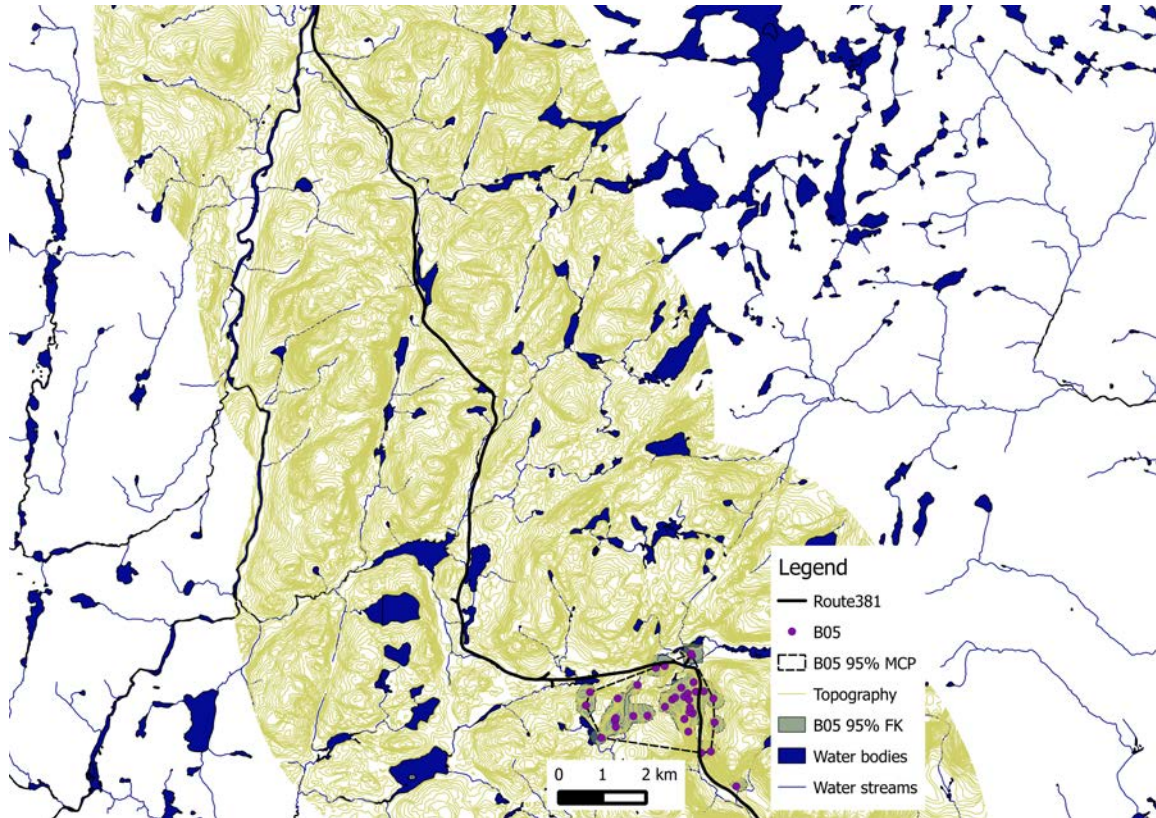 Legend
Route381
B05
B05 95% MCP
Topography
B05 95% FK
Water bodies
Water streams
0 1 2 km